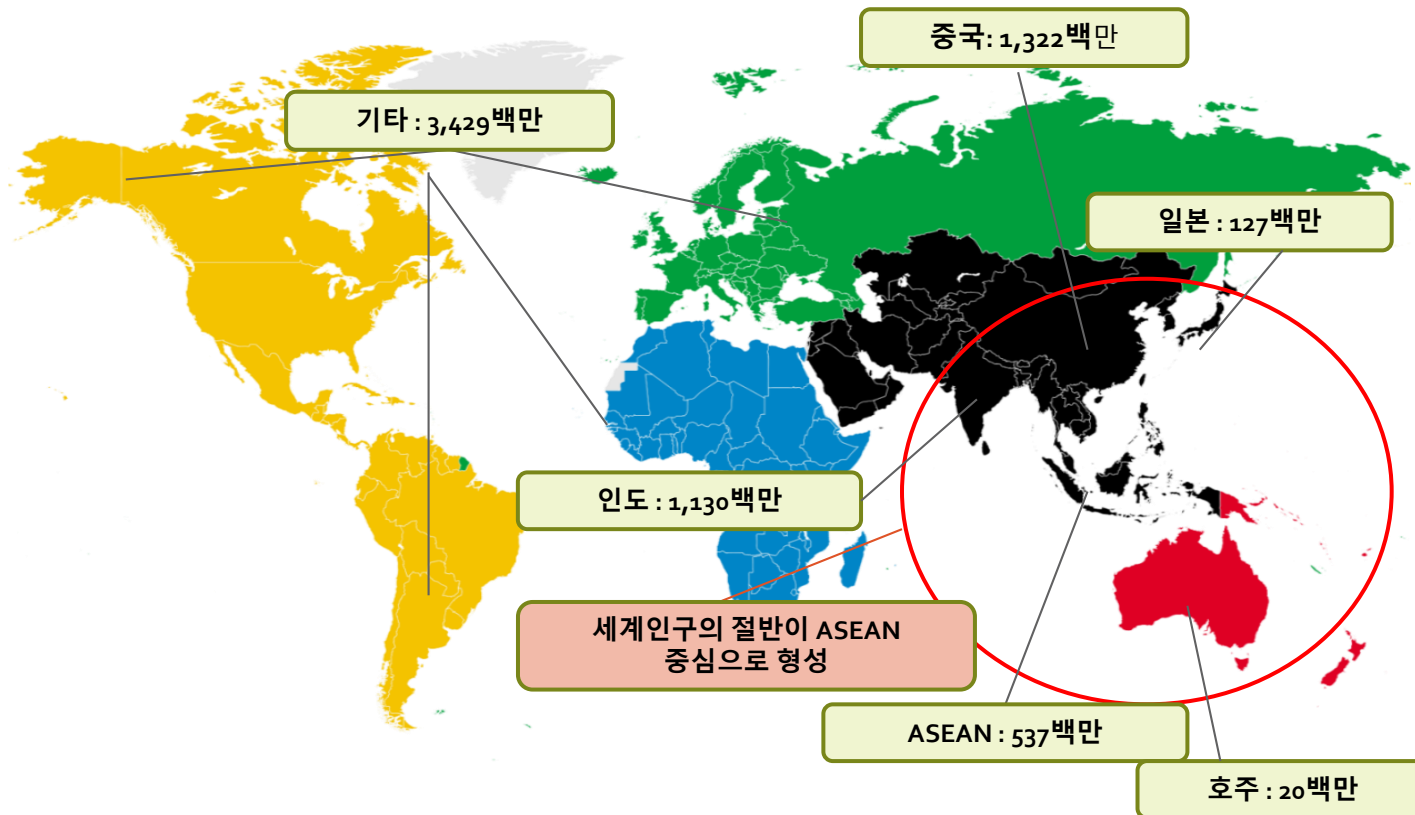 중국: 1,322백만
기타 : 3,429백만
일본 : 127백만
인도 : 1,130백만
세계인구의 절반이 ASEAN
중심으로 형성
ASEAN : 537백만
호주 : 20백만